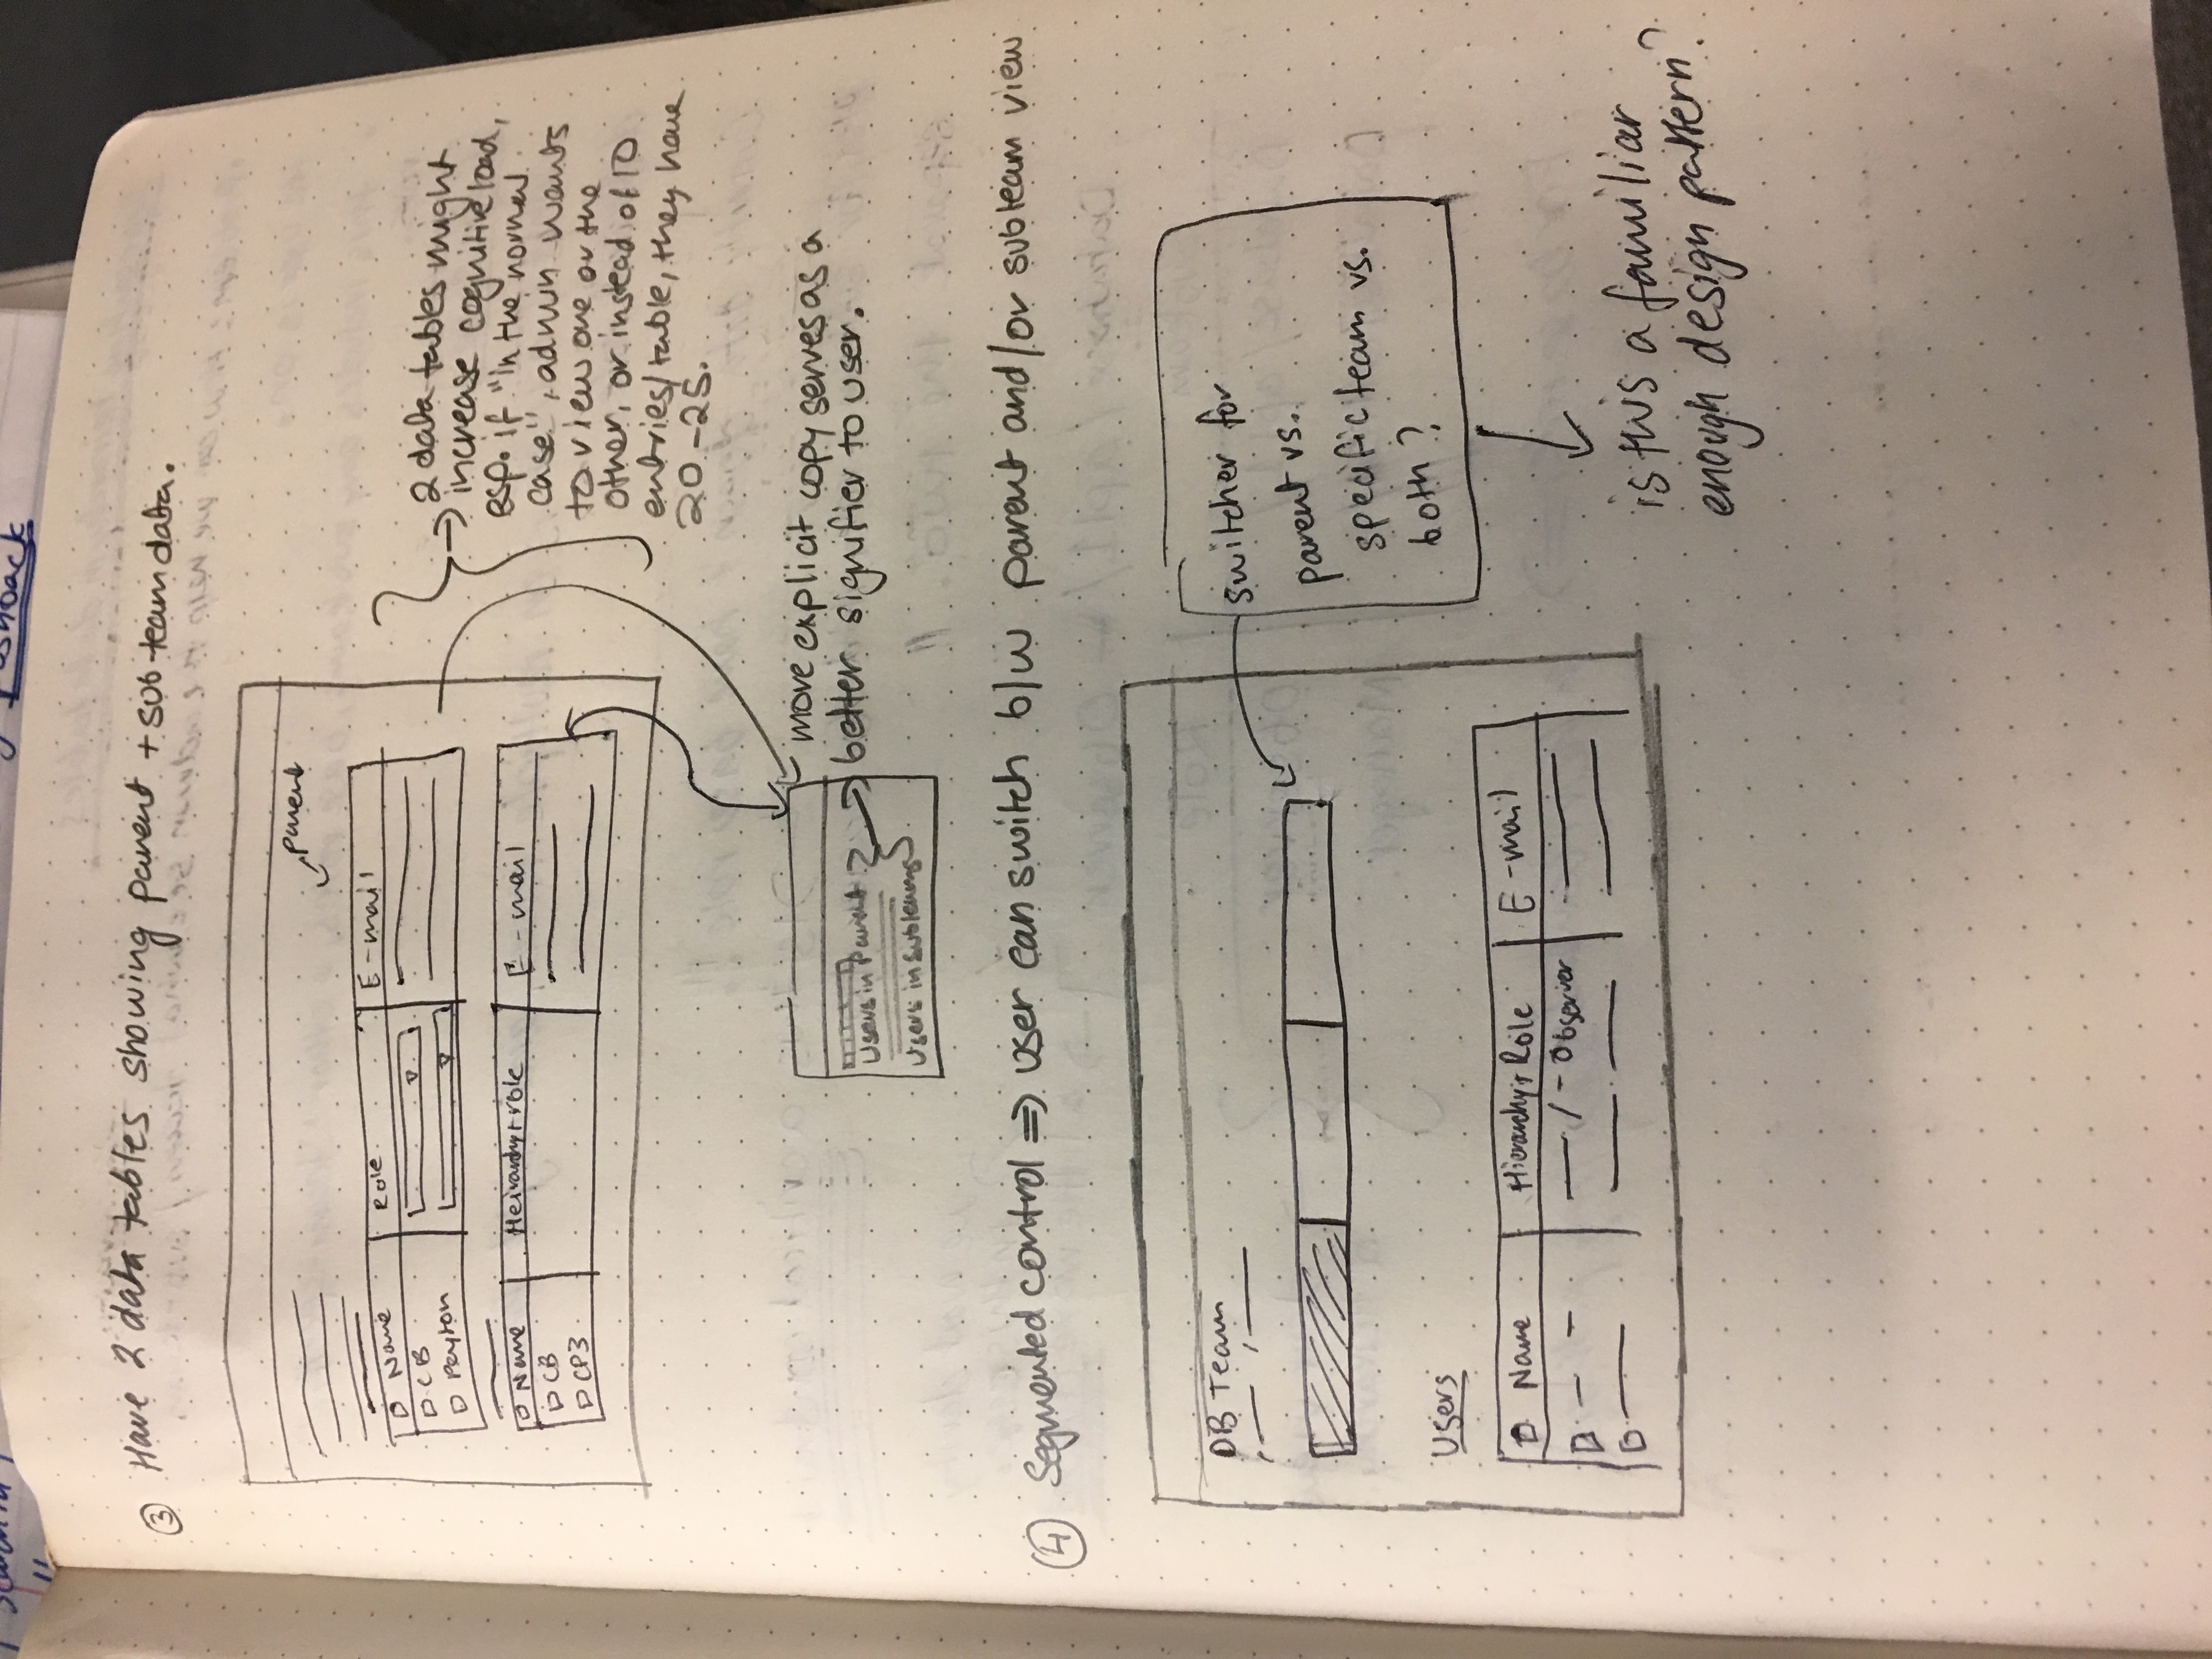 Pushback
③ Have 2 data tables showing parent + sub team data.
parent
Name Role E-mail
CB
Peyton
Name Heirarchy + role E-mail
CB
CP3
→ 2 data tables might
increase cognitive load,
esp. if "in the normal
case", admin wants
to view one or the
other, or instead of 10
entries/table, they have
20-25.
Users in Parent
Users in subteams
more explicit copy serves as a
better signifier to user.
④ Segmented control ⇒ user can switch b/w parent and/or subteam view
DB Team
switcher for
parent vs.
specific team vs.
both?
Users
Name Hierarchy + Role E-mail
/ - Observer
is this a familiar
enough design pattern?